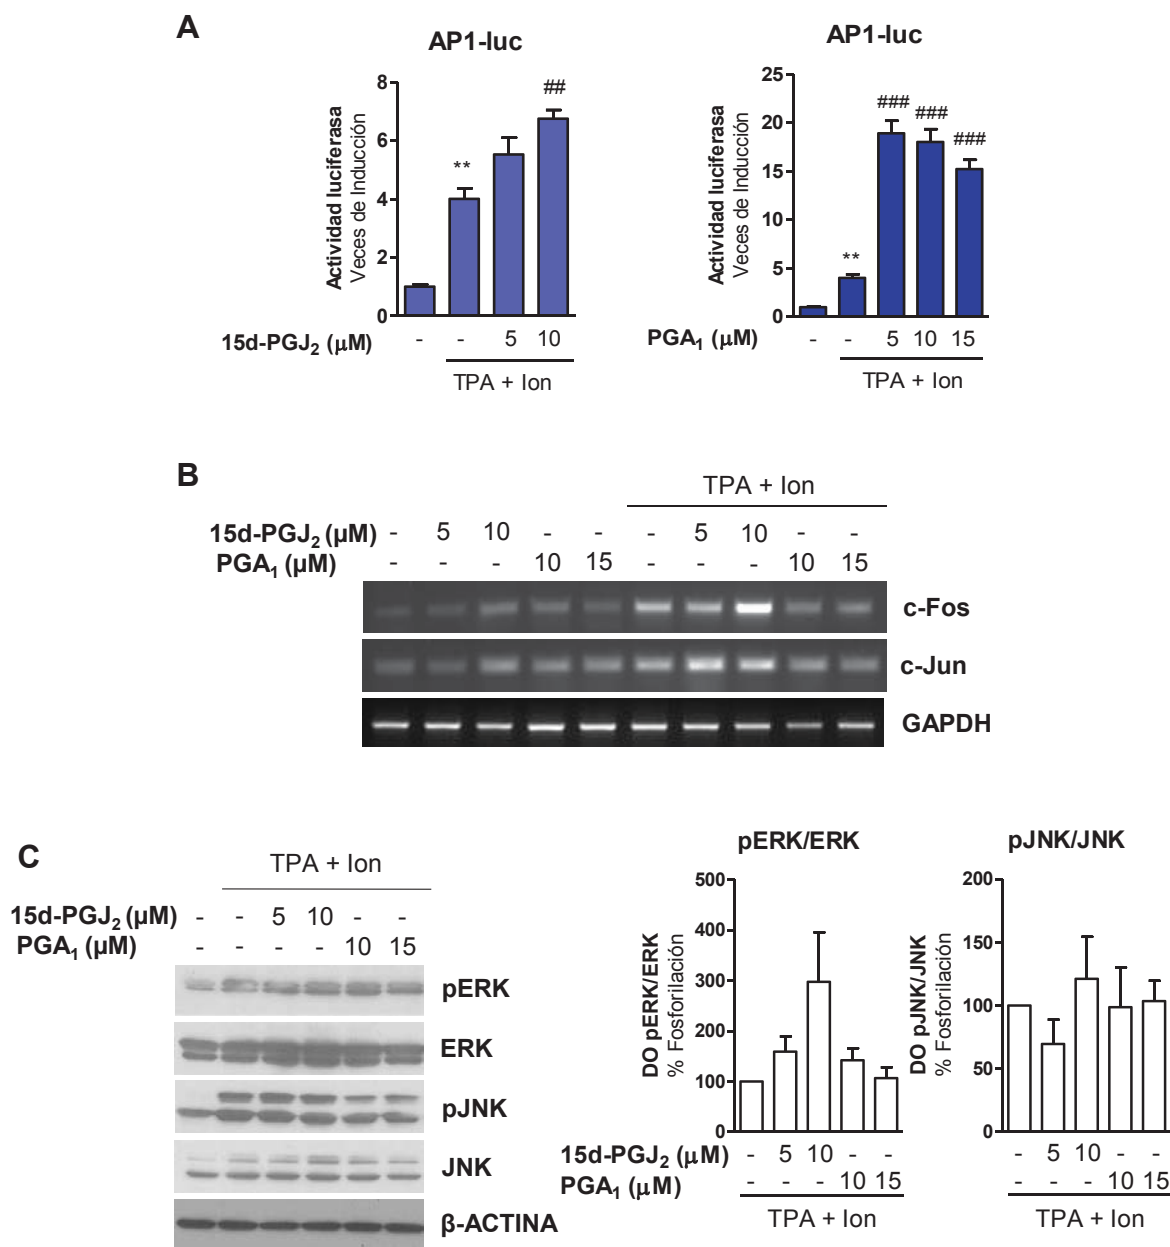 A
AP1-luc
Actividad luciferasa
Veces de Inducción
8
6
4
2
0
**
##
15d-PGJ2 (μM)
- - 5 10
TPA + Ion
AP1-luc
Actividad luciferasa
Veces de Inducción
25
20
15
10
5
0
**
###
###
###
PGA1 (μM)
- - 5 10 15
TPA + Ion
B
TPA + Ion
15d-PGJ2 (μM) - 5 10 - - - 5 10 - -
PGA1 (μM) - - - 10 15 - - - 10 15
c-Fos
c-Jun
GAPDH
C
TPA + Ion
15d-PGJ2 (μM) - - 5 10 - -
PGA1 (μM) - - - - 10 15
pERK
ERK
pJNK
JNK
β-ACTINA
pERK/ERK
DO pERK/ERK
% Fosforilación
500
400
300
200
100
0
pJNK/JNK
DO pJNK/JNK
% Fosforilación
200
150
100
50
0
15d-PGJ2 (μM) - 5 10 - - - 5 10 - -
PGA1 (μM) - - - 10 15 - - - 10 15
TPA + Ion TPA + Ion